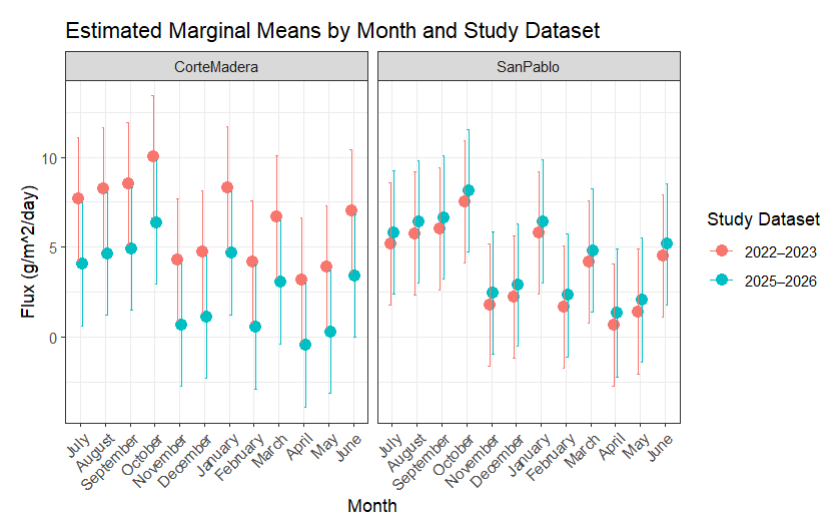 Estimated Marginal Means by Month and Study Dataset
CorteMadera
SanPablo
Flux (g/m^2/day)
10
5
0
July
August
September
October
November
December
January
February
March
April
May
June
July
August
September
October
November
December
January
February
March
April
May
June
Month
Study Dataset
2022–2023
2025–2026